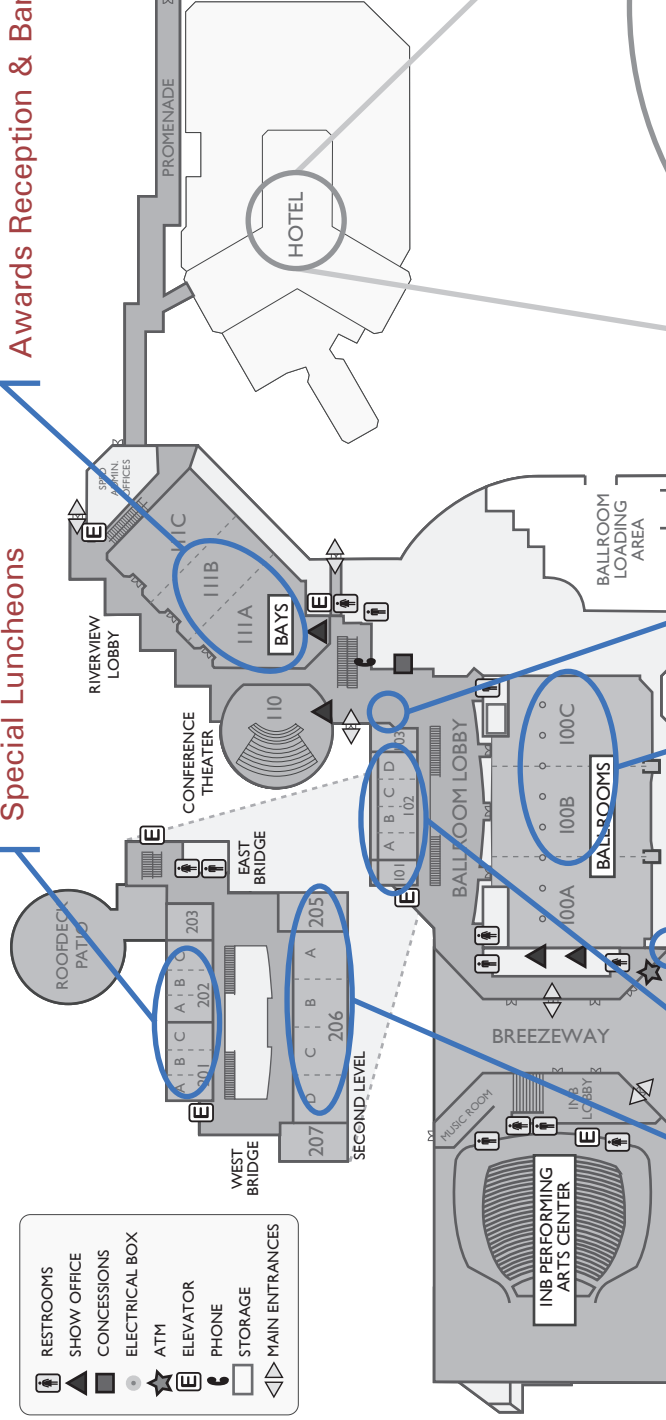 Special Luncheons
Awards Reception &
PROMENADE
HOTEL
ADMIN.
OFFICES
RIVERVIEW
LOBBY
111C
111B
111A
BAYS
E
E
CONFERENCE
THEATER
110
ROOFDECK
PATIO
E
EAST
BRIDGE
203
A B C A B C
201 202
E
WEST
BRIDGE
207
D C B A
206
205
SECOND LEVEL
101
A B C D
102
103
E
BALLROOM LOBBY
100A
100B
100C
BALLROOMS
BALLROOM
LOADING
AREA
BREEZEWAY
MUSIC ROOM
INB
LOBBY
E
INB PERFORMING
ARTS CENTER
RESTROOMS
SHOW OFFICE
CONCESSIONS
ELECTRICAL BOX
ATM
E ELEVATOR
PHONE
STORAGE
MAIN ENTRANCES